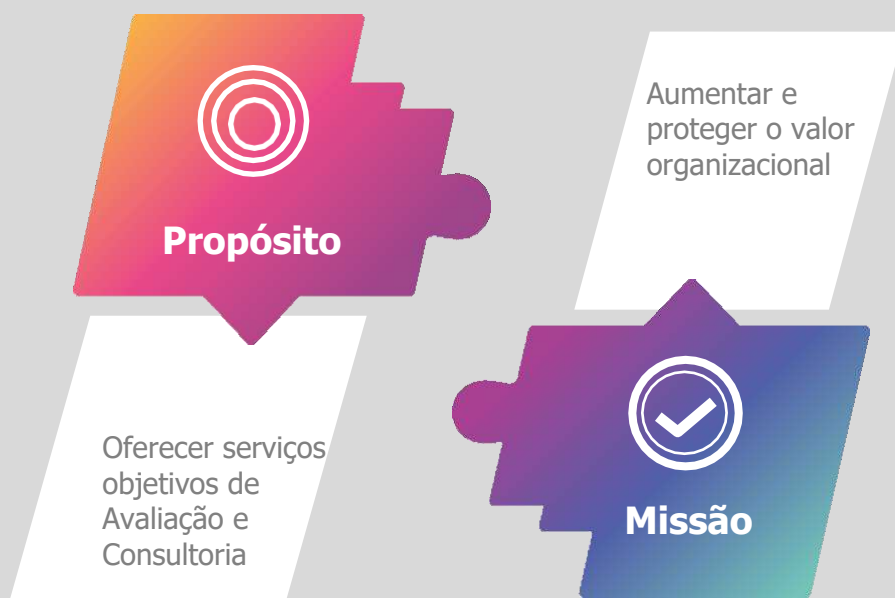 Propósito
Oferecer serviços
objetivos de
Avaliação e
Consultoria
Aumentar e
proteger o valor
organizacional
Missão